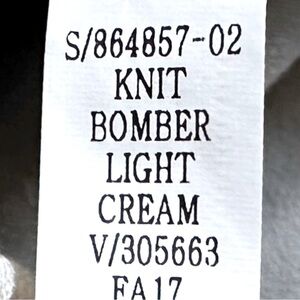 S/864857-02
KNIT
BOMBER
LIGHT
CREAM
V/305663
FA17